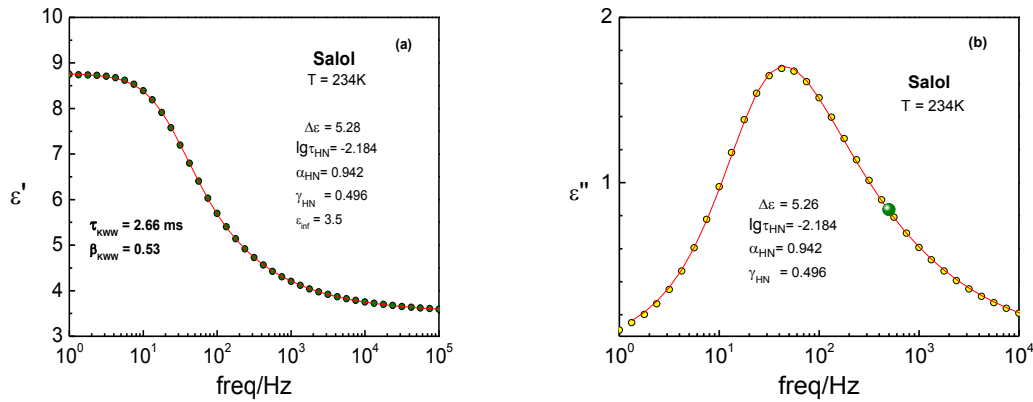 10
9
8
7
6
5
4
3
ε'
(a)
Salol
T = 234K
Δε = 5.28
lgτHN= -2.184
αHN= 0.942
γHN = 0.496
εinf = 3.5
τKWW = 2.66 ms
βKWW = 0.53
10^0 10^1 10^2 10^3 10^4 10^5
freq/Hz
2
1
ε"
(b)
Salol
T = 234K
Δε = 5.26
lgτHN= -2.184
αHN= 0.942
γHN = 0.496
10^0 10^1 10^2 10^3 10^4
freq/Hz